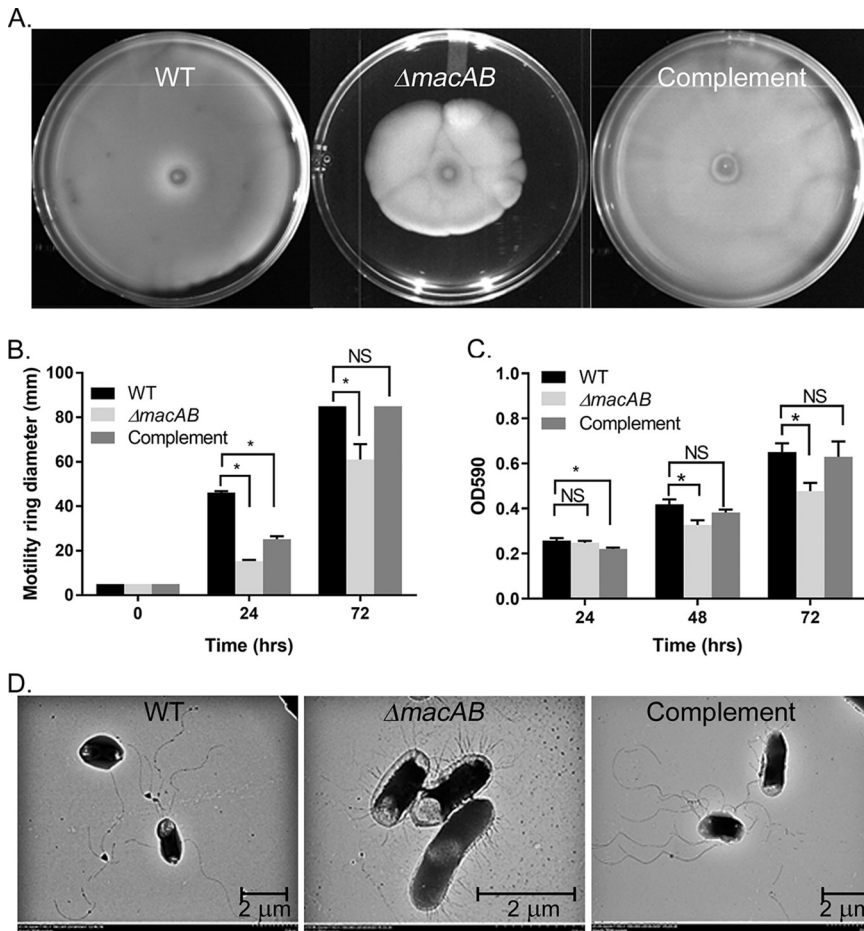 A.
WT
ΔmacAB
Complement
B.
Motility ring diameter (mm)
100
80
60
40
20
0
WT
ΔmacAB
Complement
*
*
*
NS
0
24
72
Time (hrs)
C.
OD590
1.0
0.8
0.6
0.4
0.2
0.0
WT
ΔmacAB
Complement
*
NS
NS
*
NS
*
24
48
72
Time (hrs)
D.
WT
ΔmacAB
Complement
2 μm
2 μm
2 μm